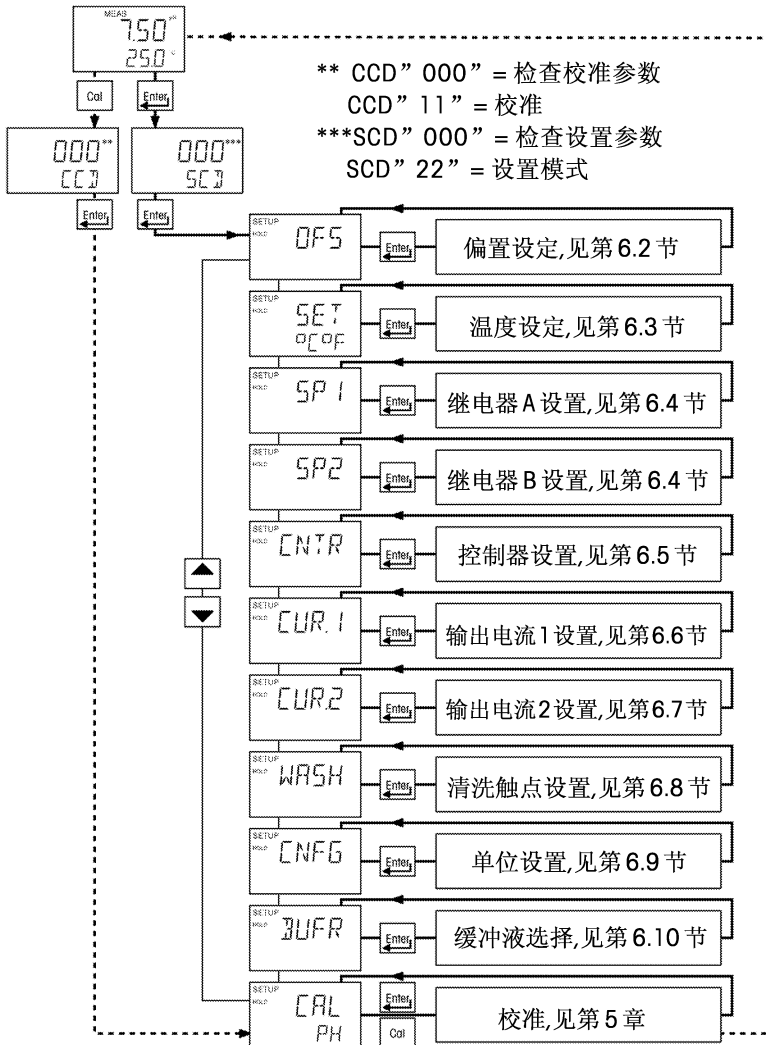 MEAS
7.50 pH
25.0 °C
Cal
Enter
000**
CCD
000***
SCD
Enter
Enter
** CCD” 000” = 检查校准参数
CCD” 11” = 校准
***SCD” 000” = 检查设置参数
SCD” 22” = 设置模式
SETUP
HOLD
OFS
Enter
偏置设定,见第 6.2 节
SETUP
HOLD
SET
°C°F
Enter
温度设定,见第 6.3 节
SETUP
HOLD
SP1
Enter
继电器 A 设置,见第 6.4 节
SETUP
HOLD
SP2
Enter
继电器 B 设置,见第 6.4 节
SETUP
HOLD
CNTR
Enter
控制器设置,见第 6.5 节
SETUP
HOLD
CUR.1
Enter
输出电流1设置,见第6.6节
SETUP
HOLD
CUR.2
Enter
输出电流2设置,见第6.7节
SETUP
HOLD
WASH
Enter
清洗触点设置,见第 6.8 节
SETUP
HOLD
CNFG
Enter
单位设置,见第 6.9 节
SETUP
HOLD
BUFR
Enter
缓冲液选择,见第 6.10 节
SETUP
HOLD
CAL
PH
Enter
Cal
校准,见第 5 章